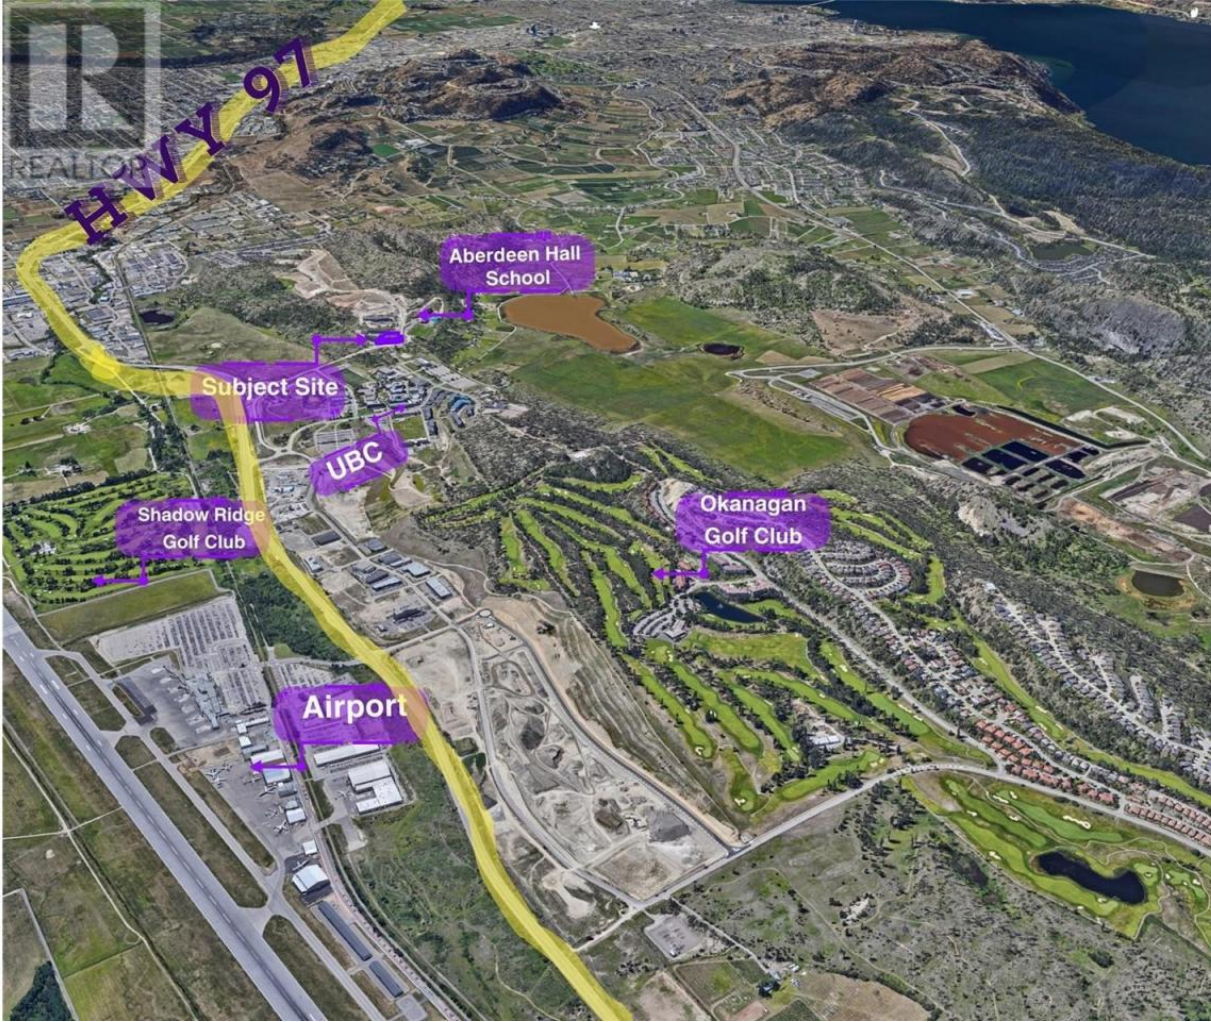 R
REALTOR
HWY 97
Aberdeen Hall
School
Subject Site
UBC
Shadow Ridge
Golf Club
Okanagan
Golf Club
Airport